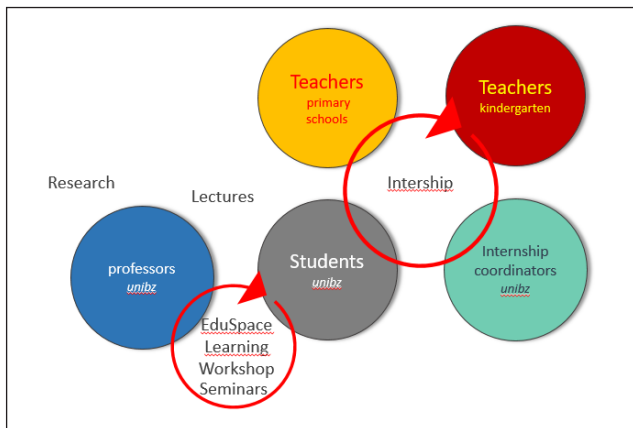 Teachers
primary
schools
Teachers
kindergarten
Research
Lectures
Intership
professors
unibz
Students
unibz
Internship
coordinators
unibz
EduSpace
Learning
Workshop
Seminars